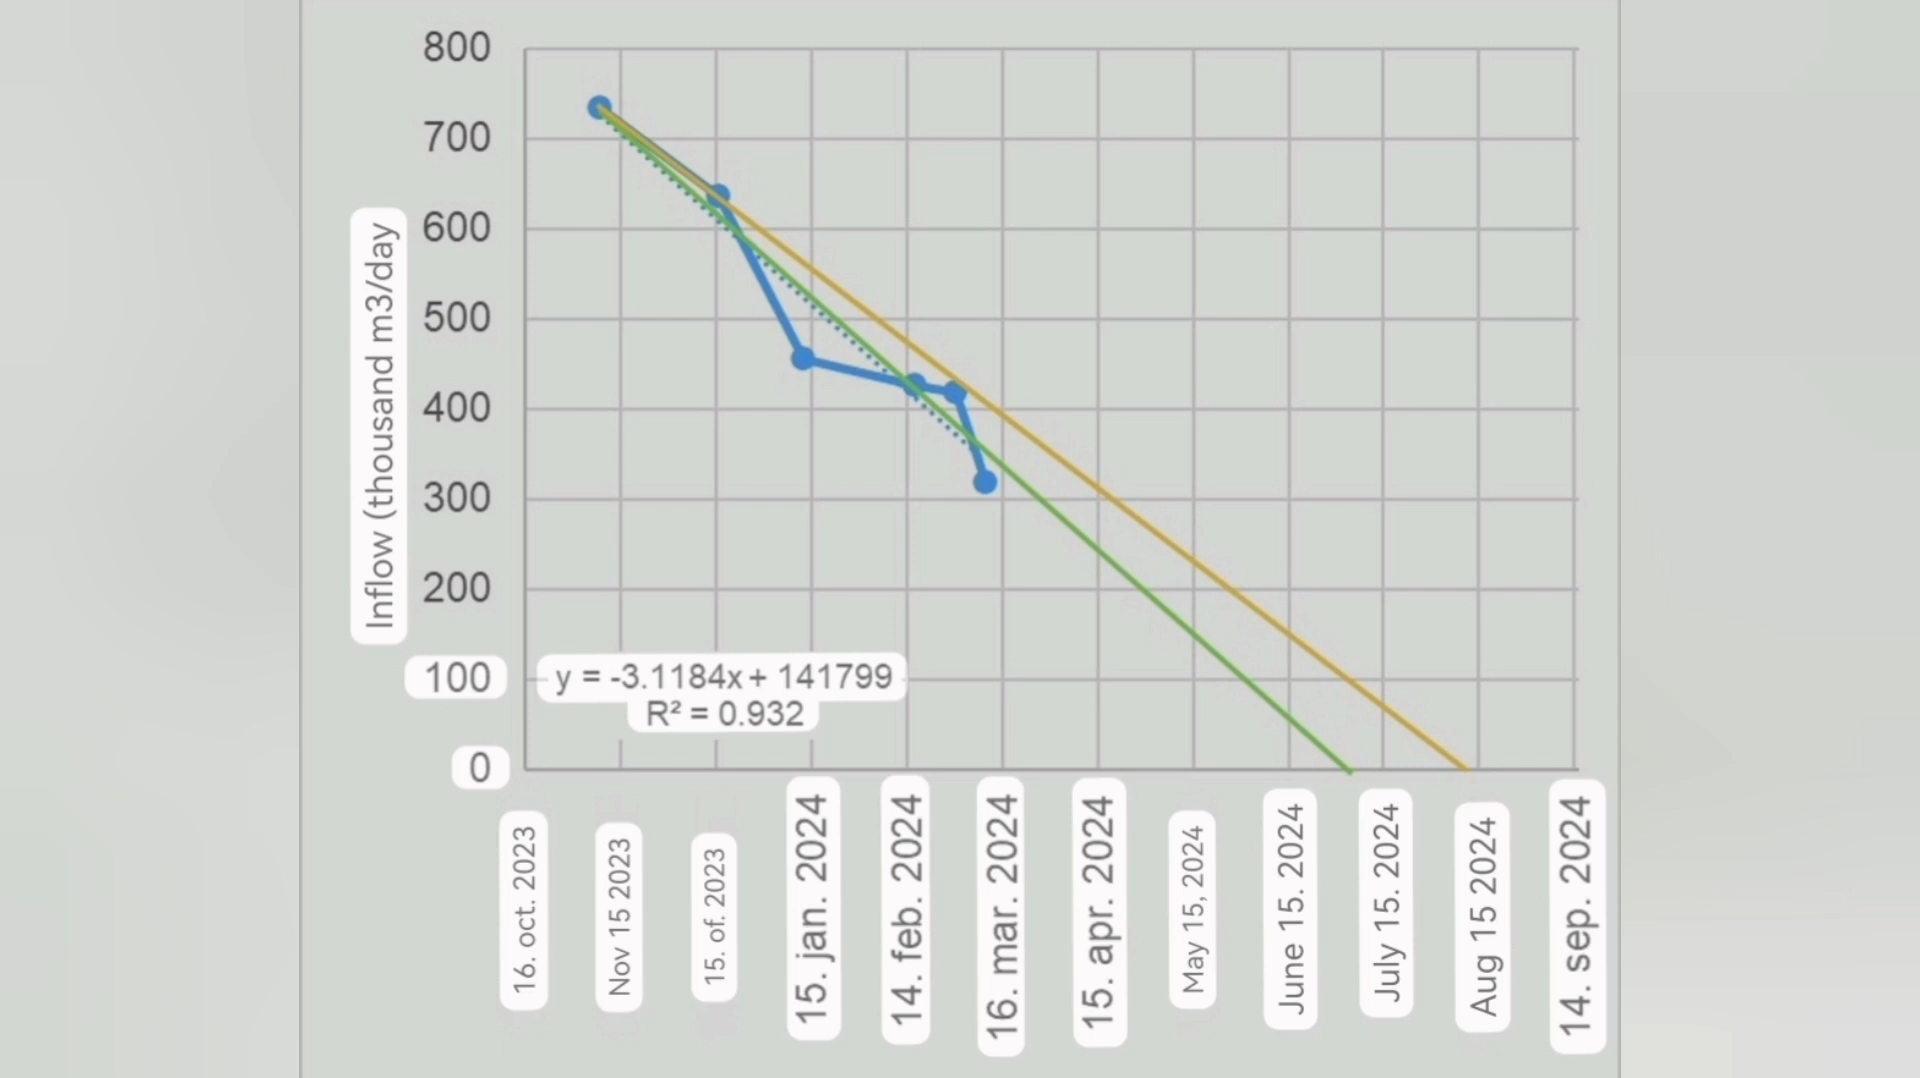 800
700
600
500
400
300
200
100
0
Inflow (thousand m3/day
y = -3.1184x + 141799
R² = 0.932
16. oct. 2023
Nov 15 2023
15. of. 2023
15. jan. 2024
14. feb. 2024
16. mar. 2024
15. apr. 2024
May 15, 2024
June 15. 2024
July 15. 2024
Aug 15 2024
14. sep. 2024